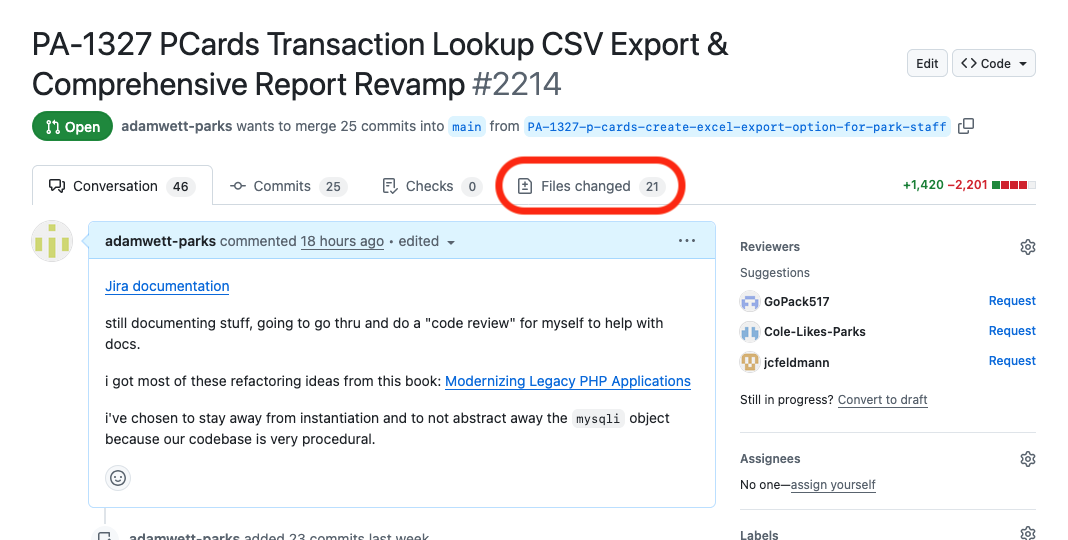 PA-1327 PCards Transaction Lookup CSV Export &
Comprehensive Report Revamp #2214
Edit
Code
Open
adamwett-parks wants to merge 25 commits into main from PA-1327-p-cards-create-excel-export-option-for-park-staff
Conversation 46
Commits 25
Checks 0
Files changed 21
+1,420 −2,201
adamwett-parks commented 18 hours ago • edited
Jira documentation
still documenting stuff, going to go thru and do a "code review" for myself to help with
docs.
i got most of these refactoring ideas from this book: Modernizing Legacy PHP Applications
i've chosen to stay away from instantiation and to not abstract away the mysqli object
because our codebase is very procedural.
adamwett-parks added 23 commits last week
Reviewers
Suggestions
GoPack517 Request
Cole-Likes-Parks Request
jcfeldmann Request
Still in progress? Convert to draft
Assignees
No one—assign yourself
Labels